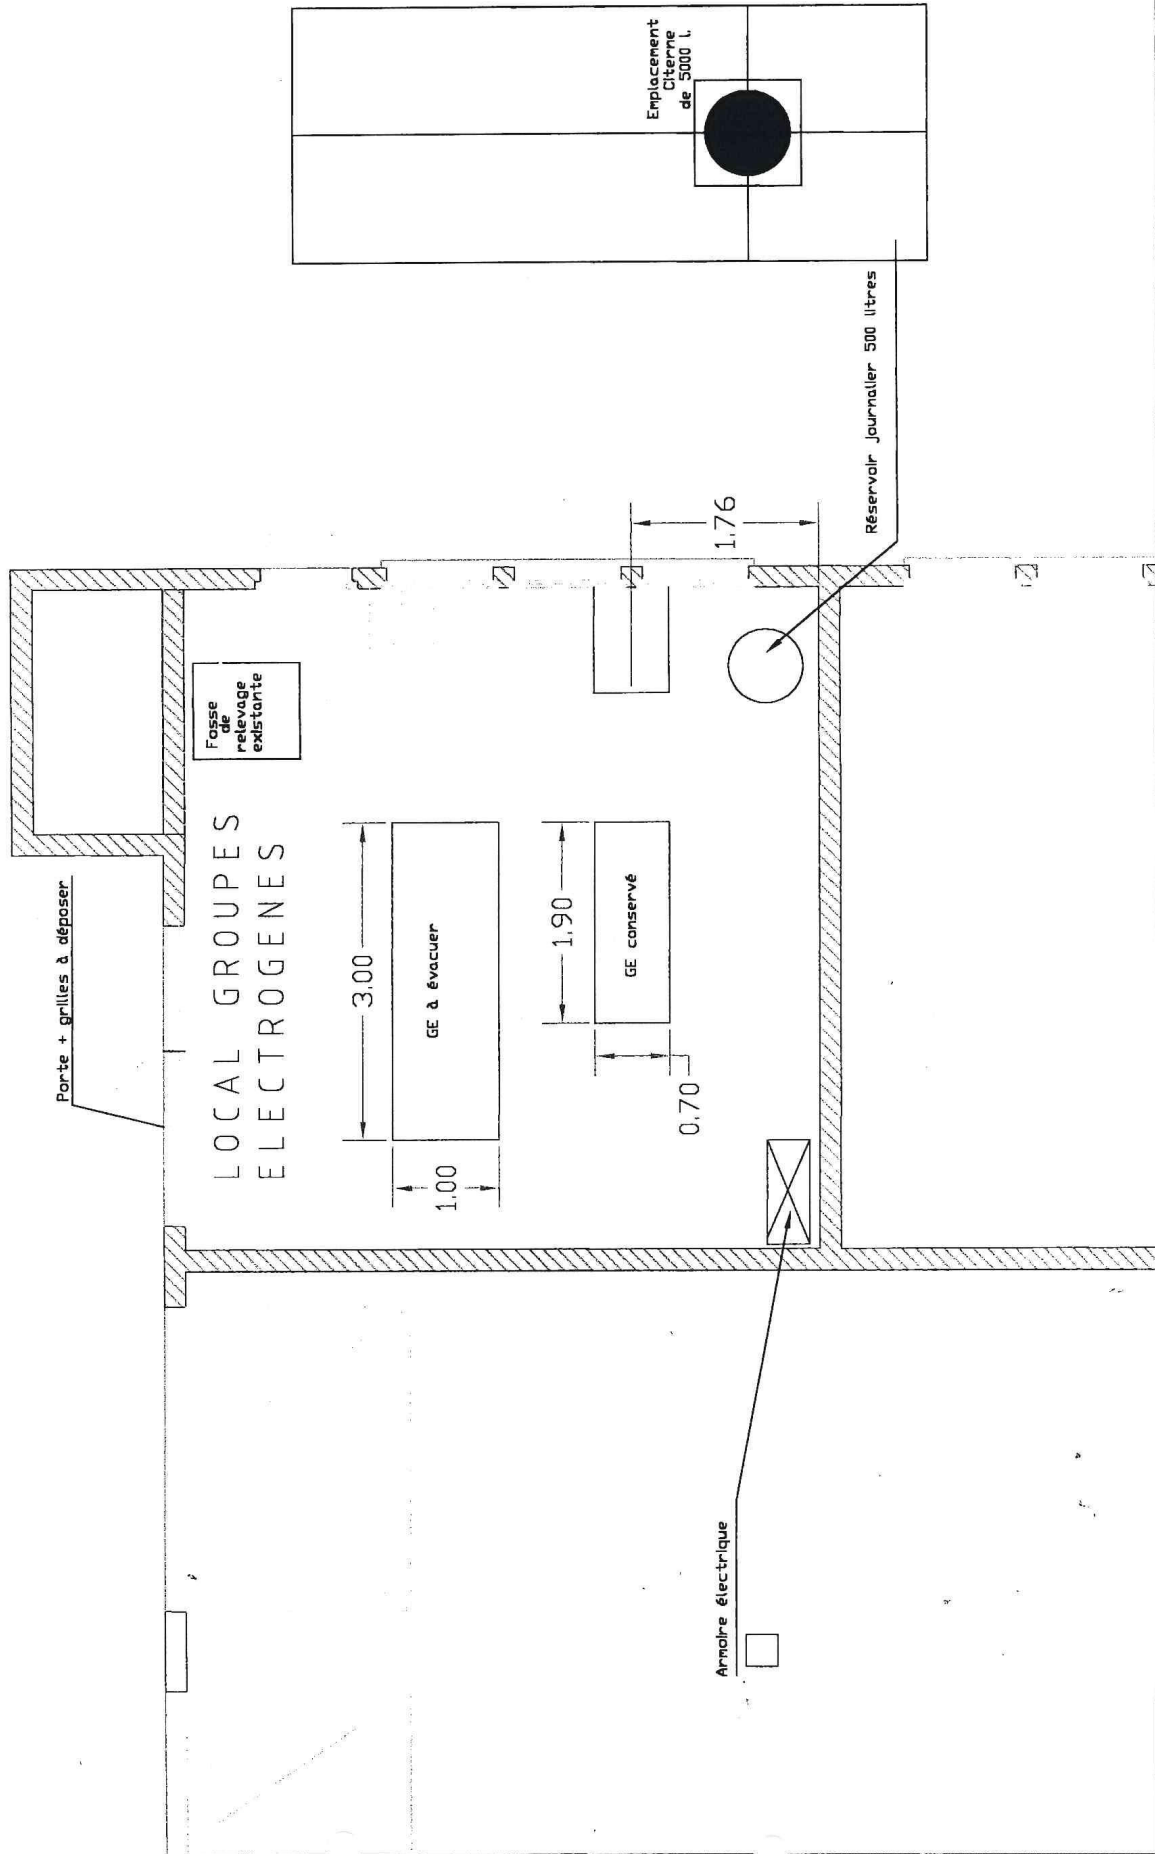 Porte + grilles à déposer
LOCAL GROUPES
ELECTROGENES
Fosse
de
relevage
existante
3.00
GE à évacuer
1.00
1.90
GE conservé
0.70
1.76
Emplacement
Citerne
de 5000 l.
Réservoir journalier 500 litres
Armoire électrique